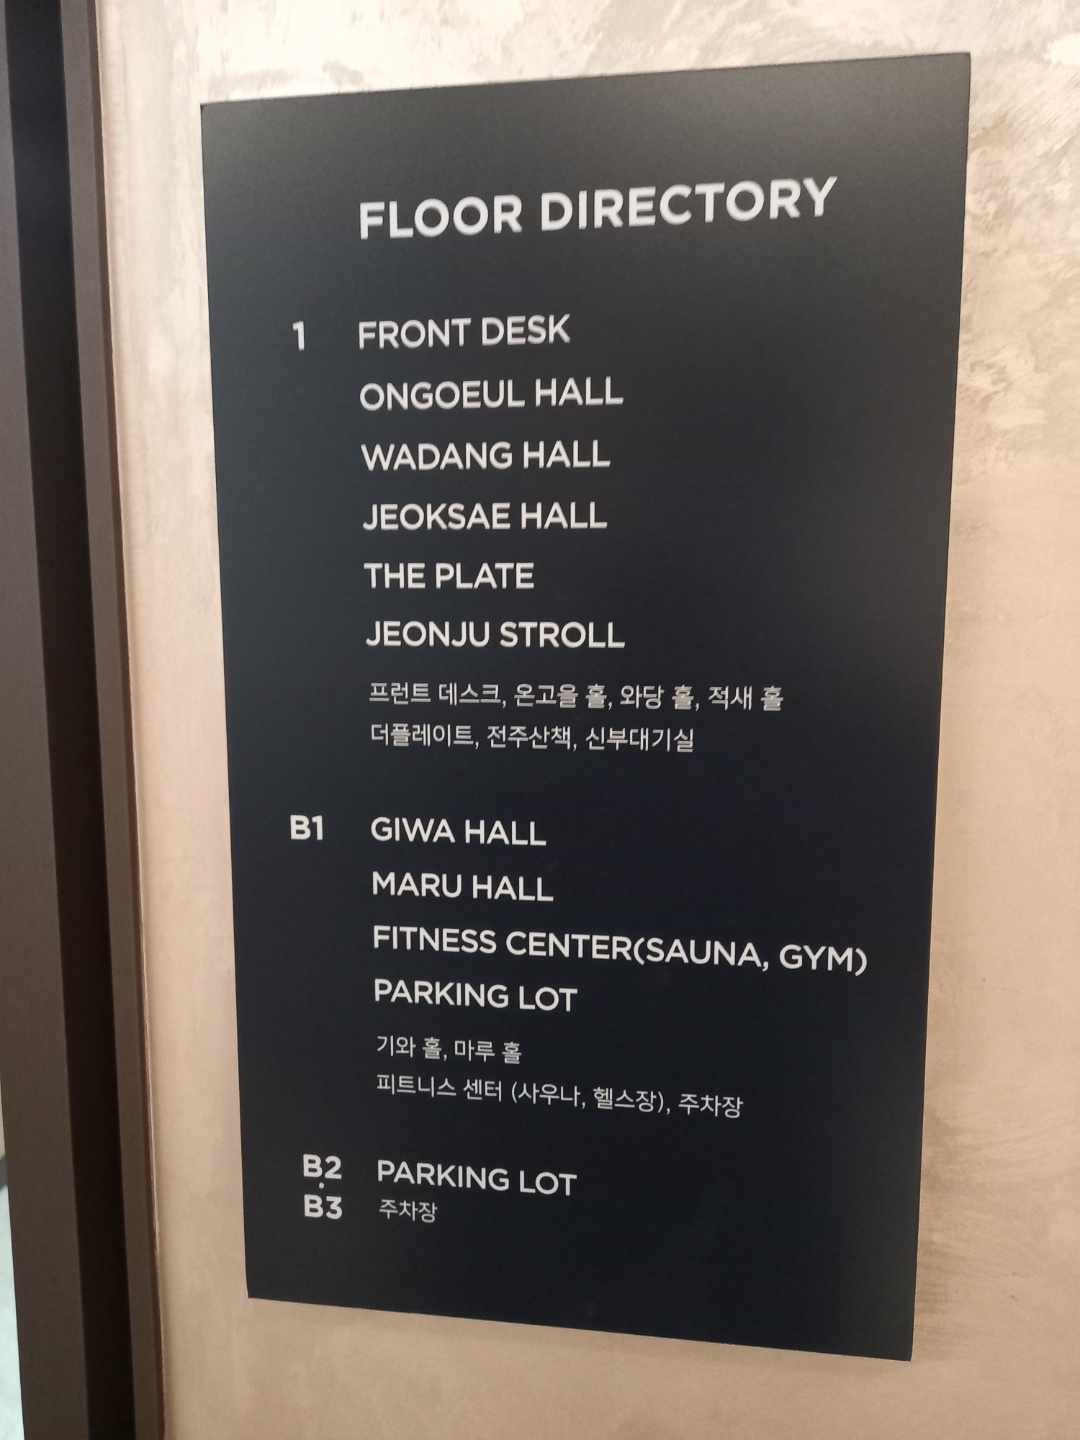 FLOOR DIRECTORY
1 FRONT DESK
ONGOEUL HALL
WADANG HALL
JEOKSAE HALL
THE PLATE
JEONJU STROLL
프런트 데스크, 온고을 홀, 와당 홀, 적새 홀
더플레이트, 전주산책, 신부대기실
B1 GIWA HALL
MARU HALL
FITNESS CENTER(SAUNA, GYM)
PARKING LOT
기와 홀, 마루 홀
피트니스 센터 (사우나, 헬스장), 주차장
B2 PARKING LOT
·
B3 주차장